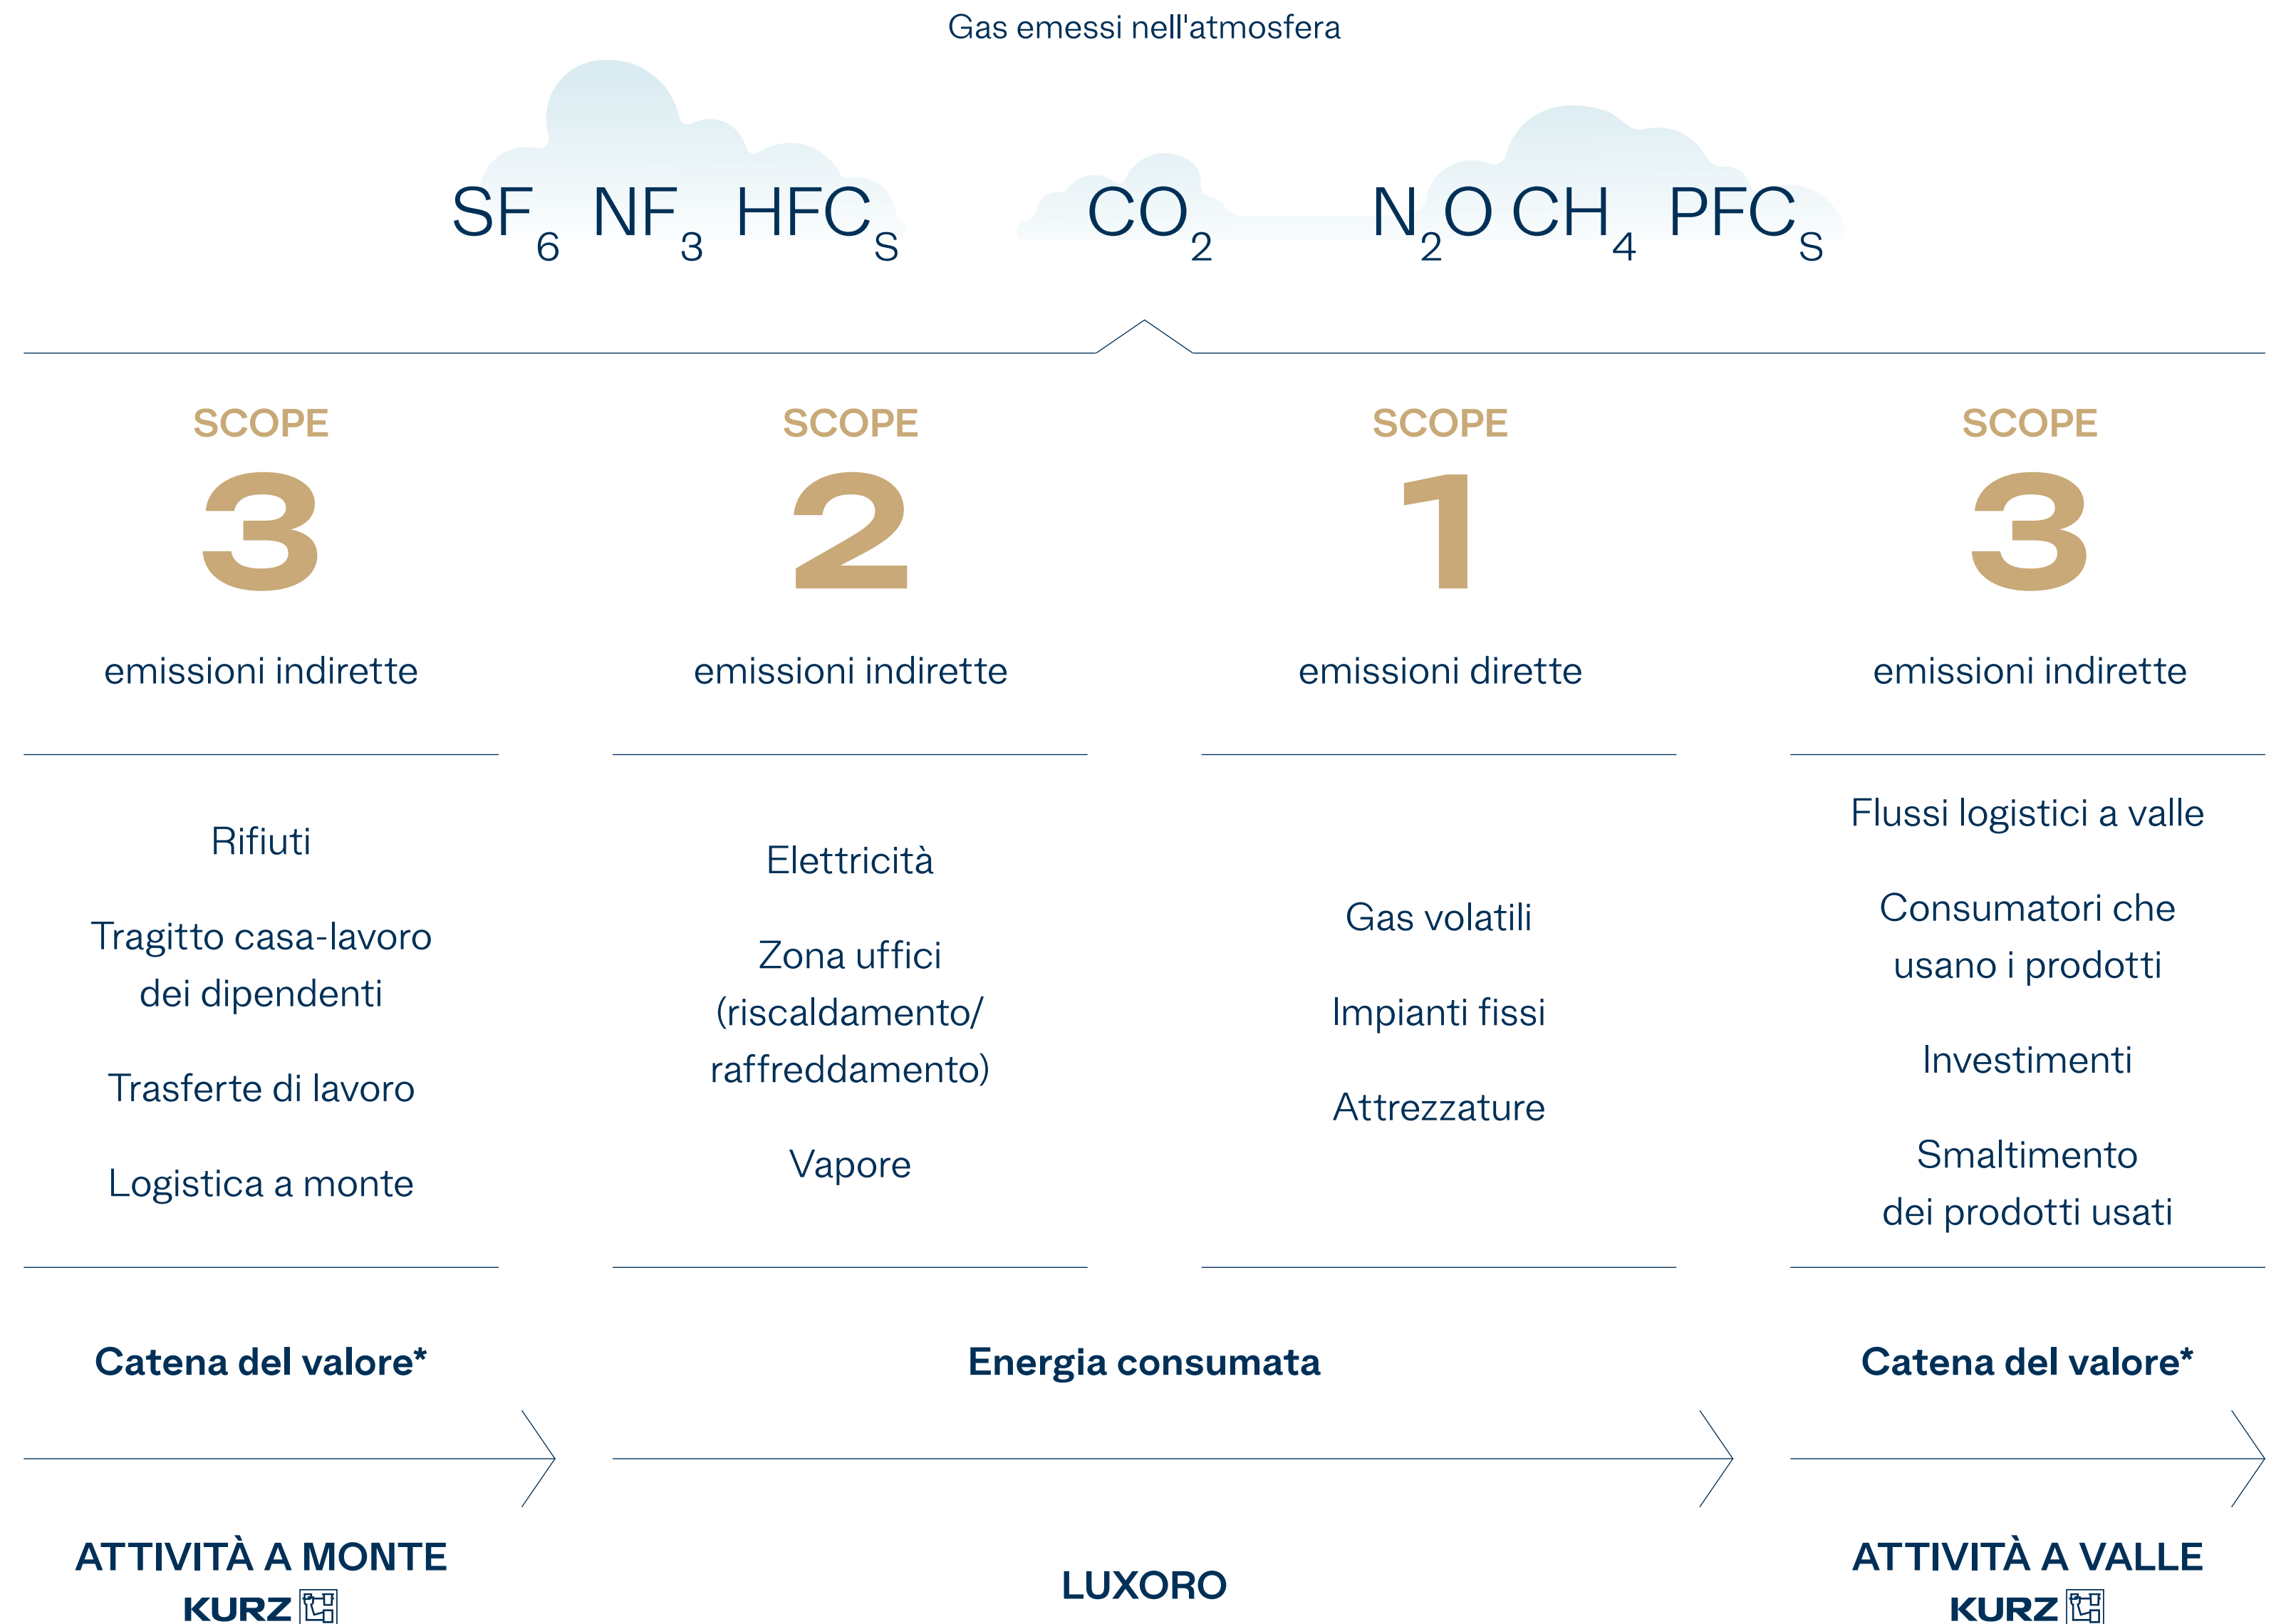 Gas emessi nell'atmosfera
SF6 NF3 HFCS CO2 N2O CH4 PFCS
SCOPE
3
emissioni indirette
Rifiuti
Tragitto casa-lavoro
dei dipendenti
Trasferte di lavoro
Logistica a monte
Catena del valore*
ATTIVITÀ A MONTE
KURZ
SCOPE
2
emissioni indirette
Elettricità
Zona uffici
(riscaldamento/
raffreddamento)
Vapore
SCOPE
1
emissioni dirette
Gas volatili
Impianti fissi
Attrezzature
Energia consumata
LUXORO
SCOPE
3
emissioni indirette
Flussi logistici a valle
Consumatori che
usano i prodotti
Investimenti
Smaltimento
dei prodotti usati
Catena del valore*
ATTIVITÀ A VALLE
KURZ